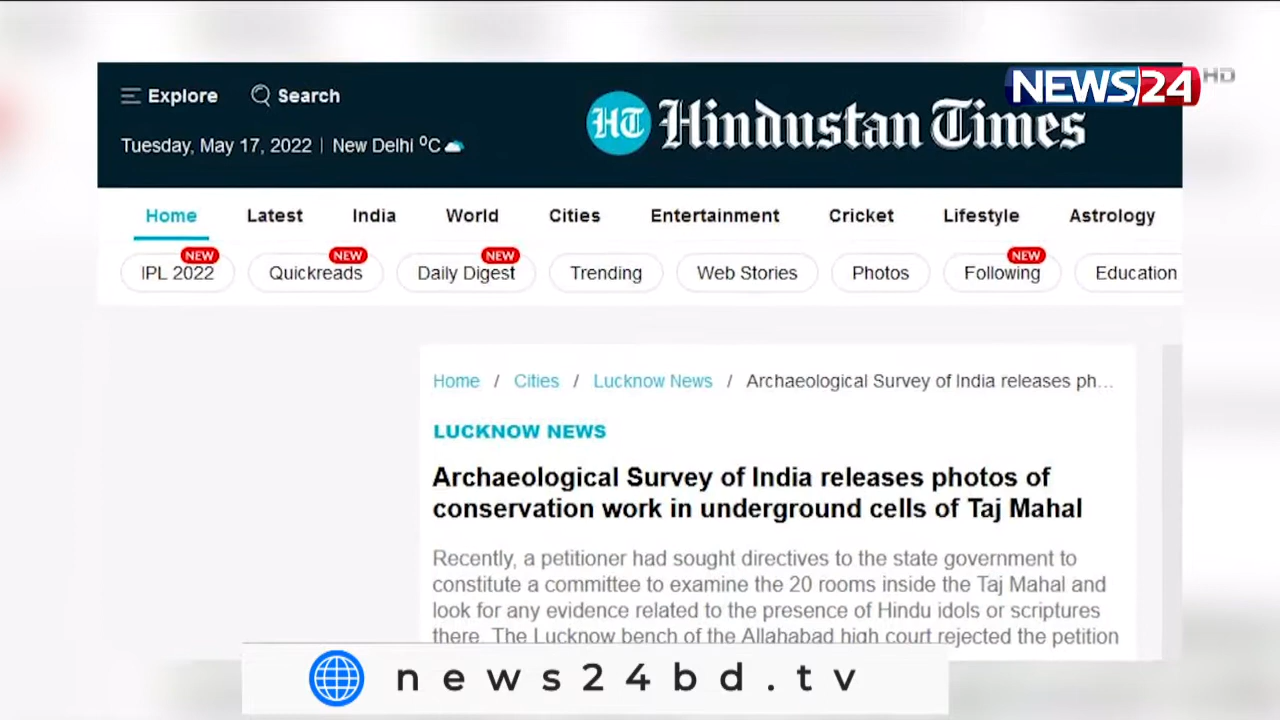 NEWS 24 HD
Explore Search
HT Hindustan Times
Tuesday, May 17, 2022 | New Delhi ⁰C
Home Latest India World Cities Entertainment Cricket Lifestyle Astrology
NEW NEW NEW NEW
IPL 2022 Quickreads Daily Digest Trending Web Stories Photos Following Education
Home / Cities / Lucknow News / Archaeological Survey of India releases ph...
LUCKNOW NEWS
Archaeological Survey of India releases photos of
conservation work in underground cells of Taj Mahal
Recently, a petitioner had sought directives to the state government to
constitute a committee to examine the 20 rooms inside the Taj Mahal and
look for any evidence related to the presence of Hindu idols or scriptures
there. The Lucknow bench of the Allahabad high court rejected the petition
news24bd.tv